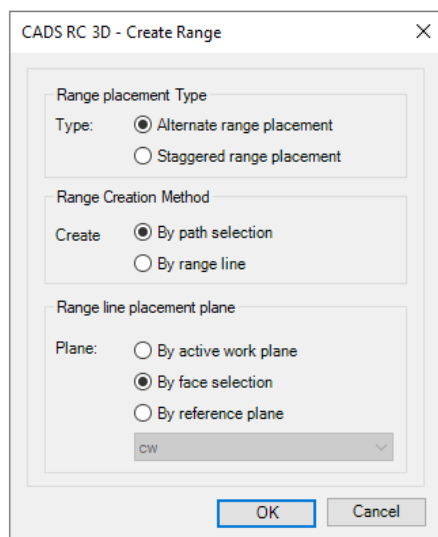 CADS RC 3D - Create Range
Range placement Type
Type: Alternate range placement
Staggered range placement
Range Creation Method
Create By path selection
By range line
Range line placement plane
Plane: By active work plane
By face selection
By reference plane
cw
OK Cancel